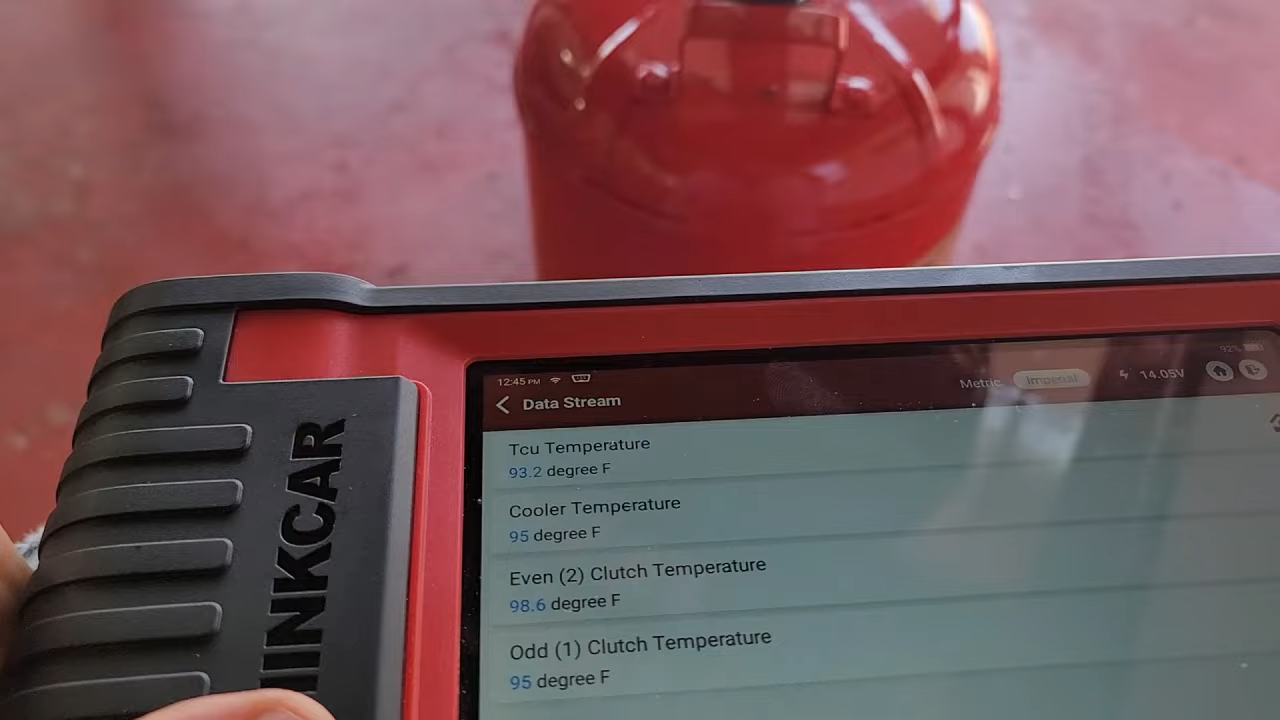 INKCAR
12:45 PM
92%
Metric Imperial 14.05V
Data Stream
Tcu Temperature
93.2 degree F
Cooler Temperature
95 degree F
Even (2) Clutch Temperature
98.6 degree F
Odd (1) Clutch Temperature
95 degree F